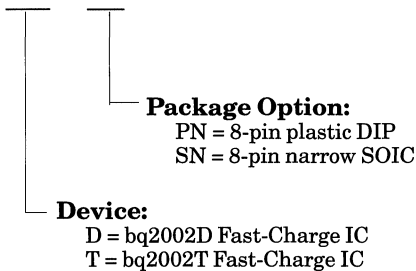 Package Option:
PN = 8-pin plastic DIP
SN = 8-pin narrow SOIC
Device:
D = bq2002D Fast-Charge IC
T = bq2002T Fast-Charge IC